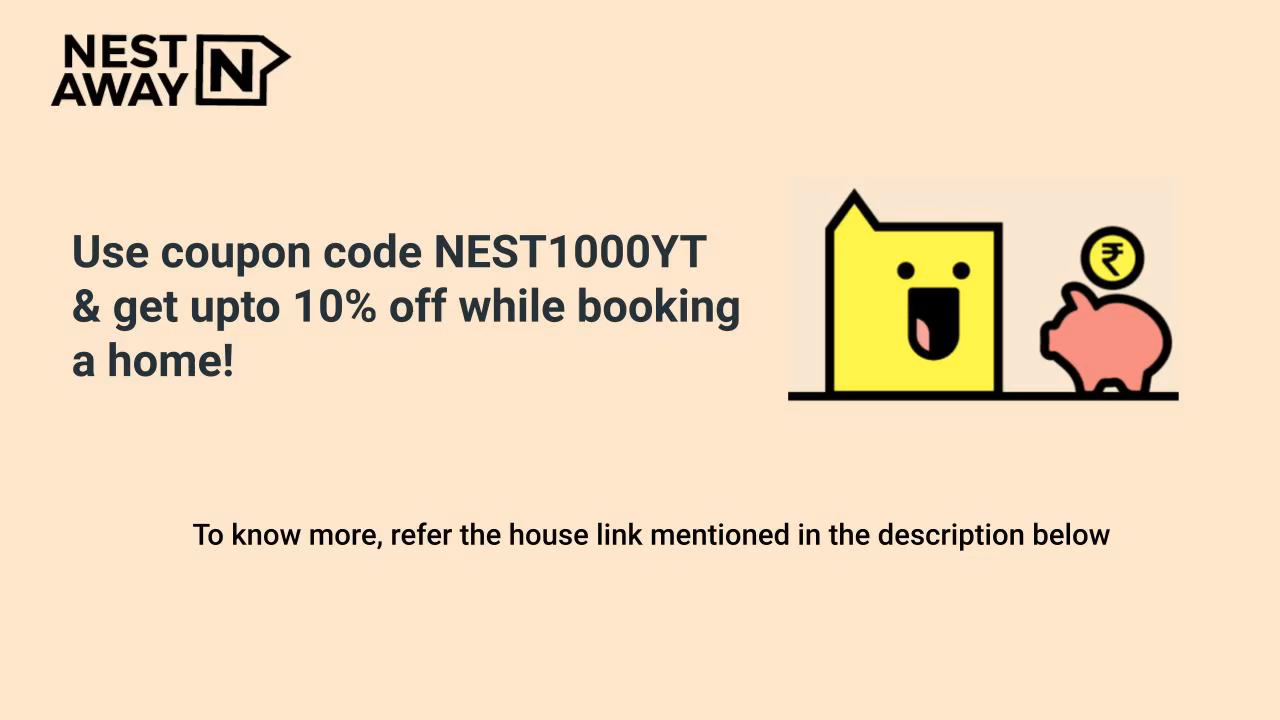 NEST
AWAY N
Use coupon code NEST1000YT
& get upto 10% off while booking
a home!
₹
To know more, refer the house link mentioned in the description below